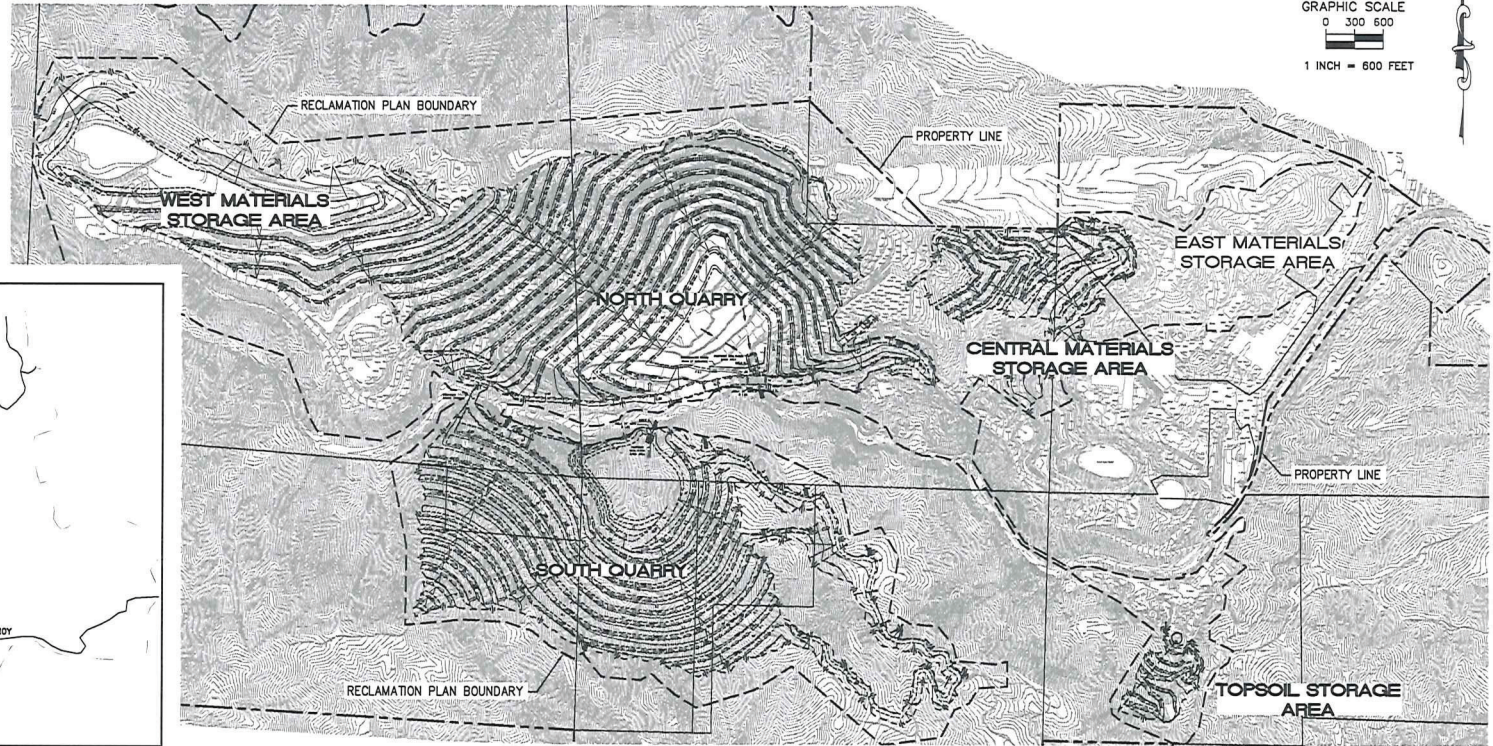 GRAPHIC SCALE
0 300 600
1 INCH = 600 FEET
RECLAMATION PLAN BOUNDARY
PROPERTY LINE
WEST MATERIALS
STORAGE AREA
EAST MATERIALS
STORAGE AREA
NORTH QUARRY
CENTRAL MATERIALS
STORAGE AREA
PROPERTY LINE
SOUTH QUARRY
RECLAMATION PLAN BOUNDARY
TOPSOIL STORAGE
AREA